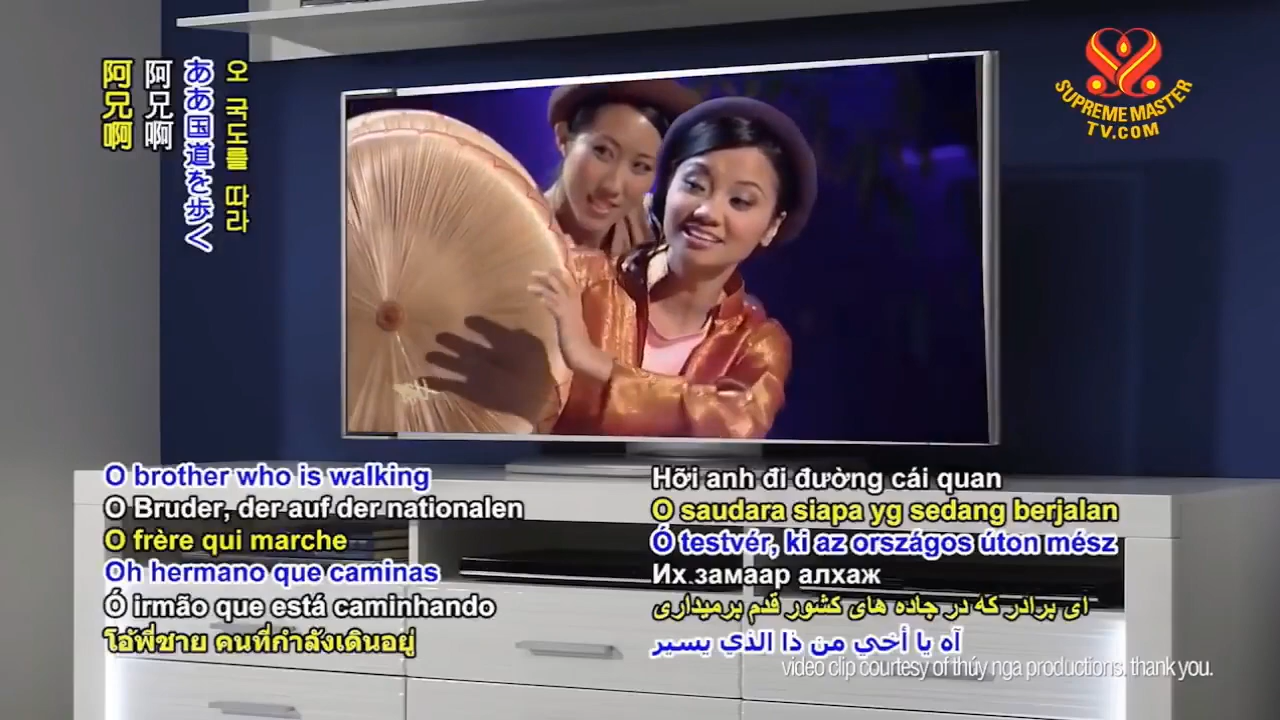 阿兄啊
阿兄啊
ああ国道を歩く
오 국도를 따라
SUPREME MASTER
TV.COM
O brother who is walking
O Bruder, der auf der nationalen
O frère qui marche
Oh hermano que caminas
Ó irmão que está caminhando
โอ้พี่ชาย คนที่กำลังเดินอยู่
Hỡi anh đi đường cái quan
O saudara siapa yg sedang berjalan
Ó testvér, ki az országos úton mész
Их замаар алхаж
ای برادر که در جاده های کشور قدم برمیداری
آه يا أخي من ذا الذي يسير
video clip courtesy of thúy nga productions. thank you.